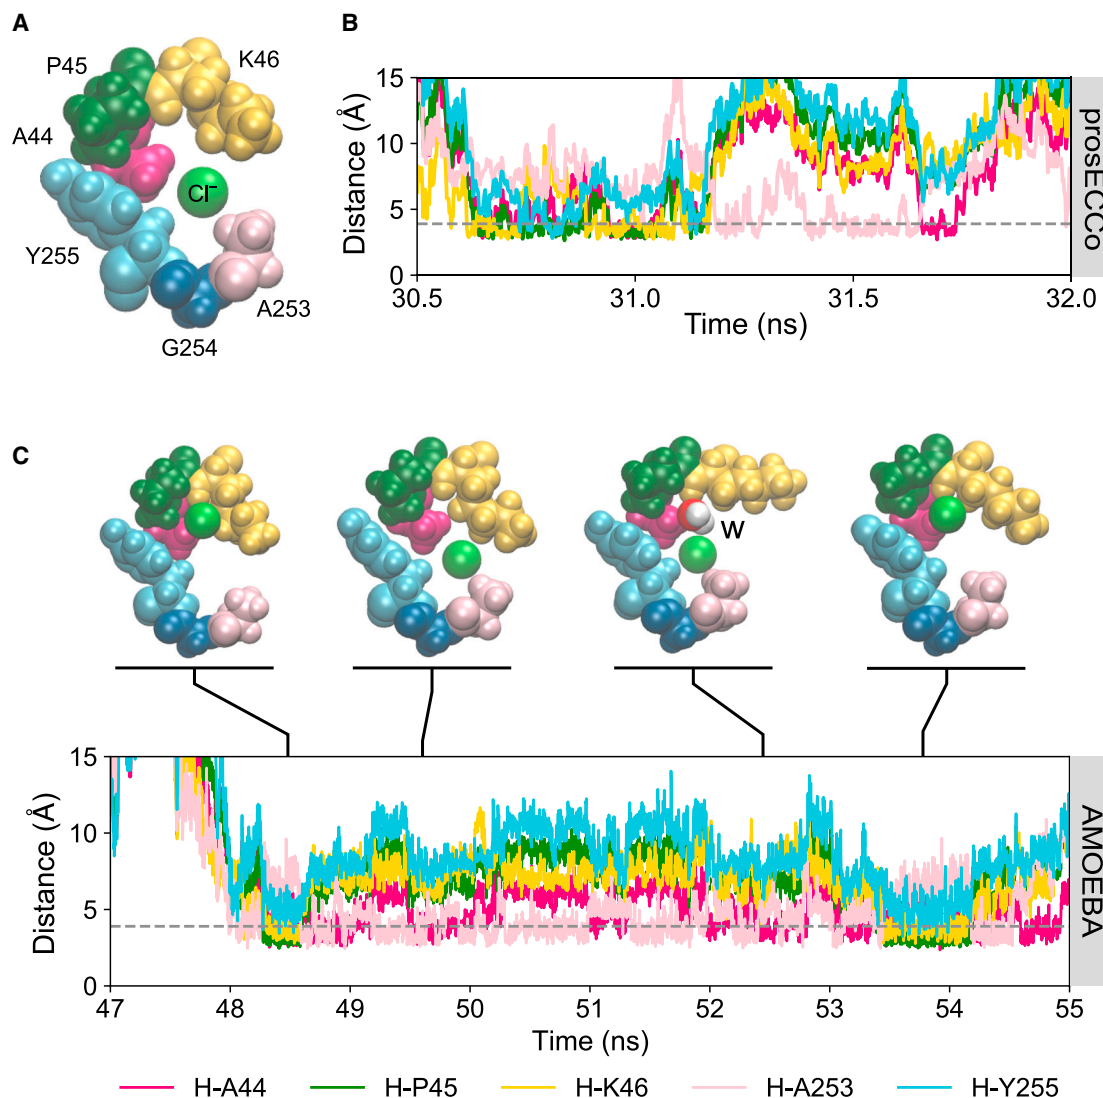 A
P45
K46
A44
Cl⁻
Y255
A253
G254
B
15
10
5
0
Distance (Å)
30.5 31.0 31.5 32.0
Time (ns)
prosECCo
C
W
15
10
5
0
Distance (Å)
47 48 49 50 51 52 53 54 55
Time (ns)
AMOEBA
H-A44 H-P45 H-K46 H-A253 H-Y255